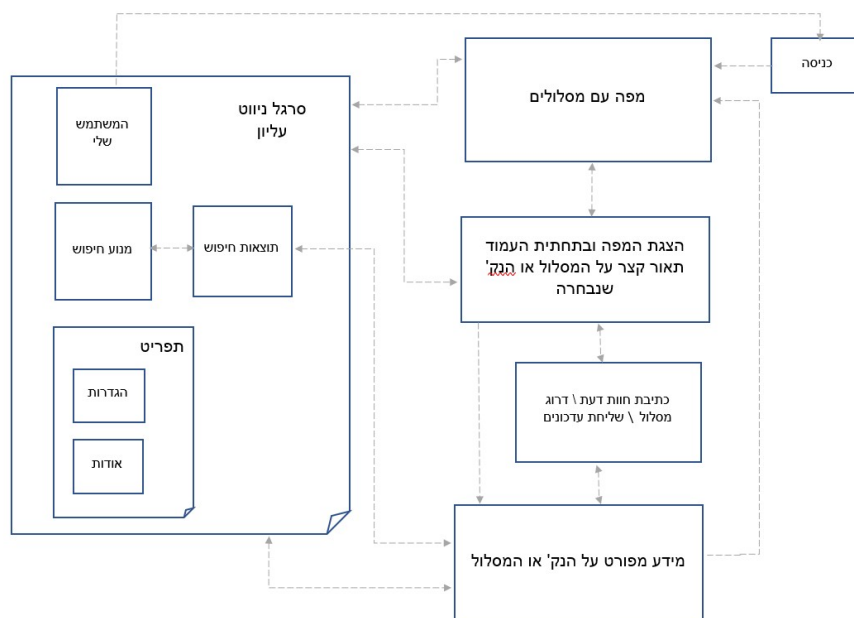 כניסה
מפה עם מסלולים
סרגל ניווט
עליון
המשתמש
שלי
מנוע חיפוש
תוצאות חיפוש
הצגת המפה ובתחתית העמוד
תאור קצר על המסלול או הנק'
שנבחרה
תפריט
הגדרות
אודות
כתיבת חוות דעת \ דרוג
מסלול \ שליחת עדכונים
מידע מפורט על הנק' או המסלול